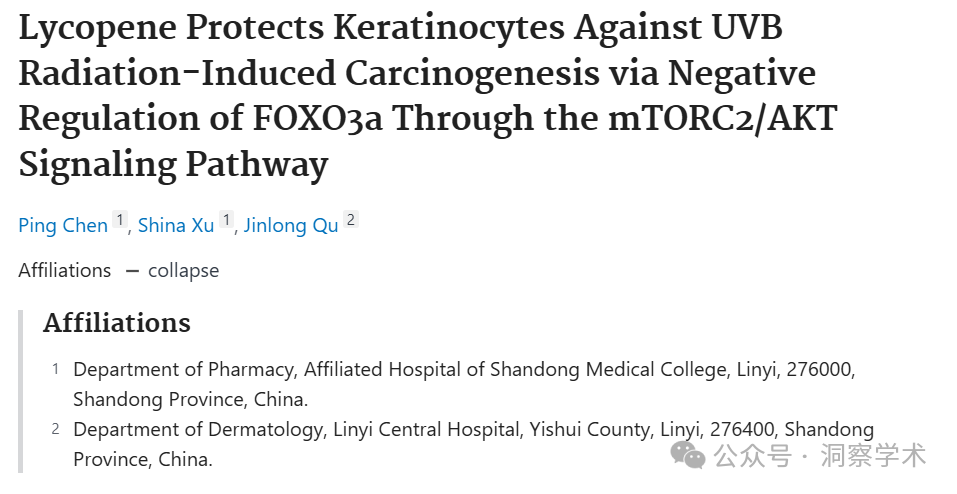 Lycopene Protects Keratinocytes Against UVB
Radiation-Induced Carcinogenesis via Negative
Regulation of FOXO3a Through the mTORC2/AKT
Signaling Pathway
Ping Chen 1, Shina Xu 1, Jinlong Qu 2
Affiliations — collapse
Affiliations
1 Department of Pharmacy, Affiliated Hospital of Shandong Medical College, Linyi, 276000,
Shandong Province, China.
2 Department of Dermatology, Linyi Central Hospital, Yishui County, Linyi, 276400, Shandong
Province, China.
公众号 · 洞察学术